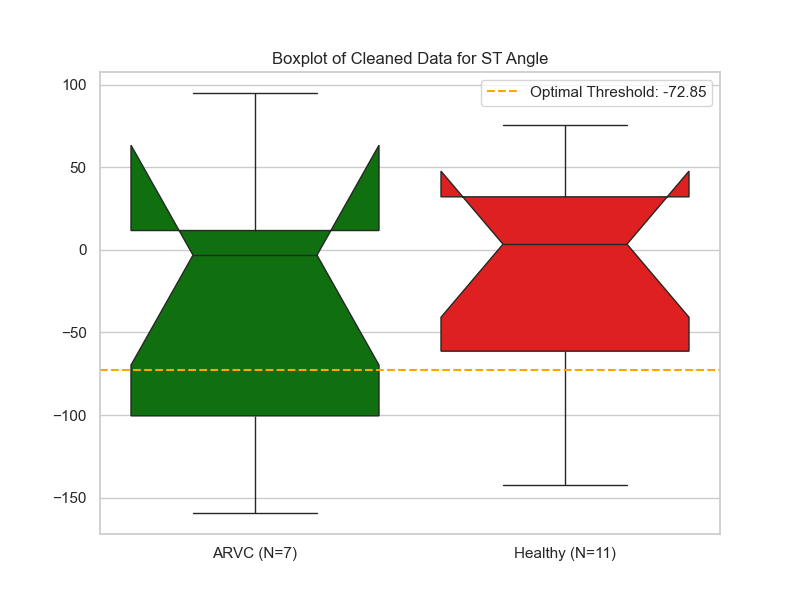 Boxplot of Cleaned Data for ST Angle
Optimal Threshold: -72.85
100
50
0
−50
−100
−150
ARVC (N=7)
Healthy (N=11)